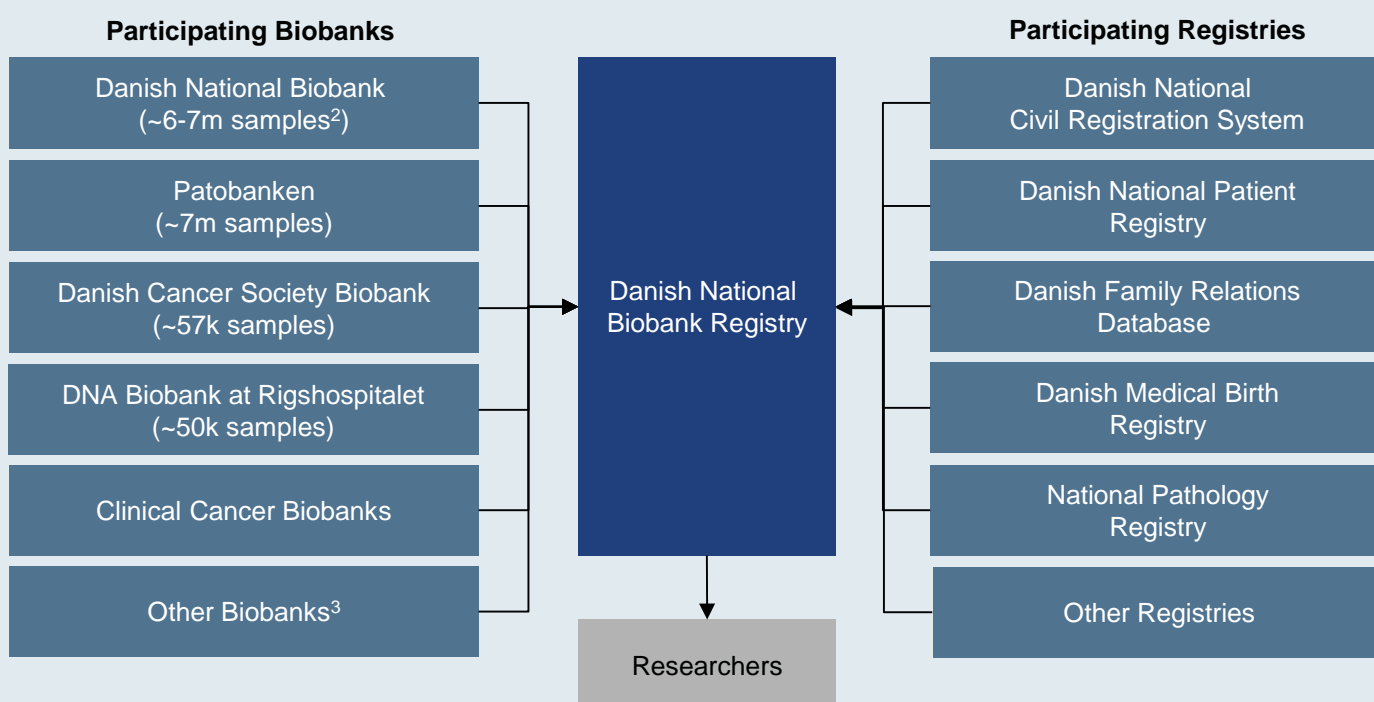 Participating Biobanks
Danish National Biobank
(~6-7m samples²)
Patobanken
(~7m samples)
Danish Cancer Society Biobank
(~57k samples)
DNA Biobank at Rigshospitalet
(~50k samples)
Clinical Cancer Biobanks
Other Biobanks³
Danish National
Biobank Registry
Researchers
Participating Registries
Danish National
Civil Registration System
Danish National Patient
Registry
Danish Family Relations
Database
Danish Medical Birth
Registry
National Pathology
Registry
Other Registries